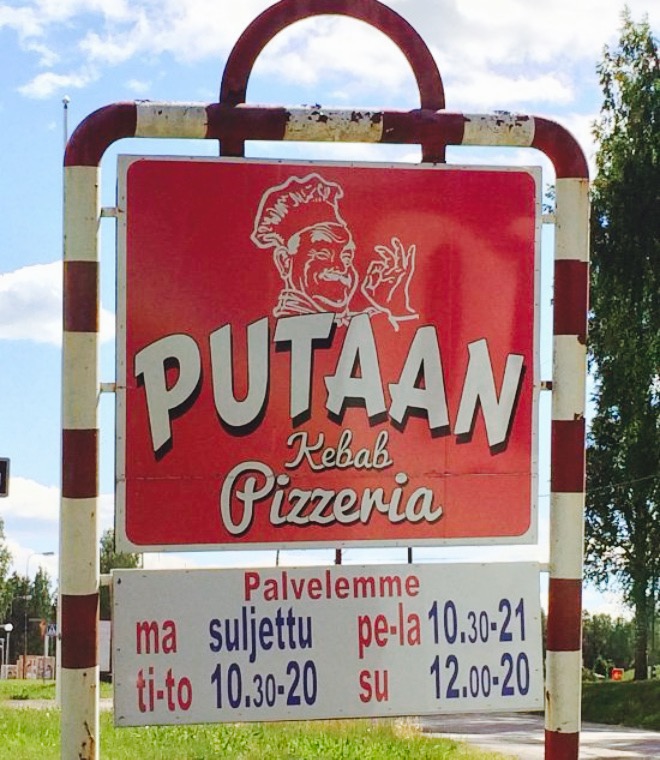 PUTAAN
Kebab
Pizzeria
Palvelemme
ma suljettu pe-la 10.30-21
ti-to 10.30-20 su 12.00-20